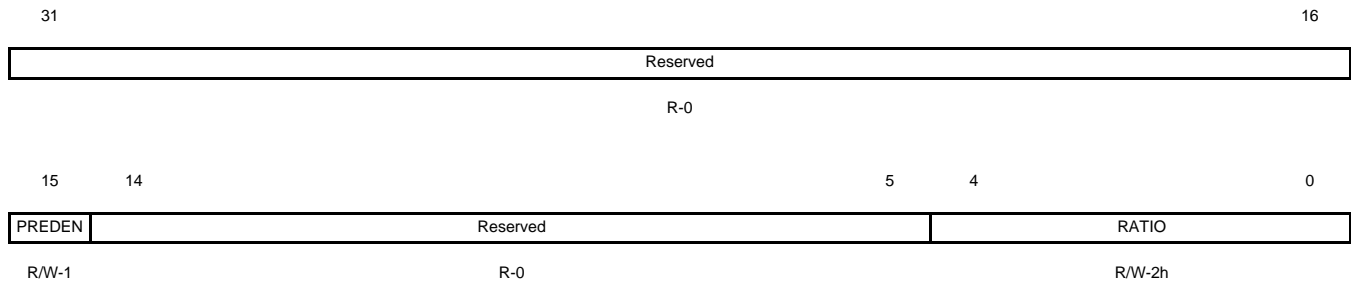 31 16
Reserved
R-0
15 14 5 4 0
PREDEN Reserved RATIO
R/W-1 R-0 R/W-2h